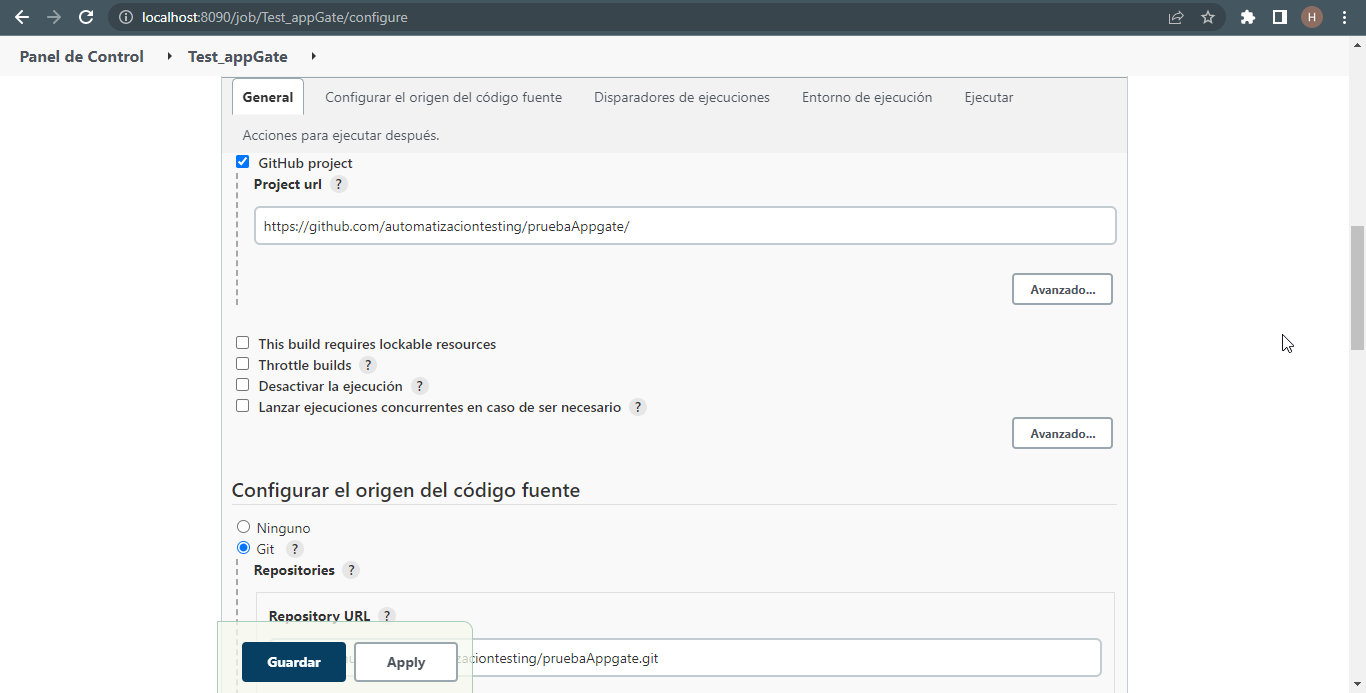 localhost:8090/job/Test_appGate/configure
H
Panel de Control
Test_appGate
General
Configurar el origen del código fuente
Disparadores de ejecuciones
Entorno de ejecución
Ejecutar
Acciones para ejecutar después.
GitHub project
Project url ?
https://github.com/automatizaciontesting/pruebaAppgate/
Avanzado...
This build requires lockable resources
Throttle builds ?
Desactivar la ejecución ?
Lanzar ejecuciones concurrentes en caso de ser necesario ?
Avanzado...
Configurar el origen del código fuente
Ninguno
Git ?
Repositories ?
Repository URL ?
zaciontesting/pruebaAppgate.git
Guardar
Apply